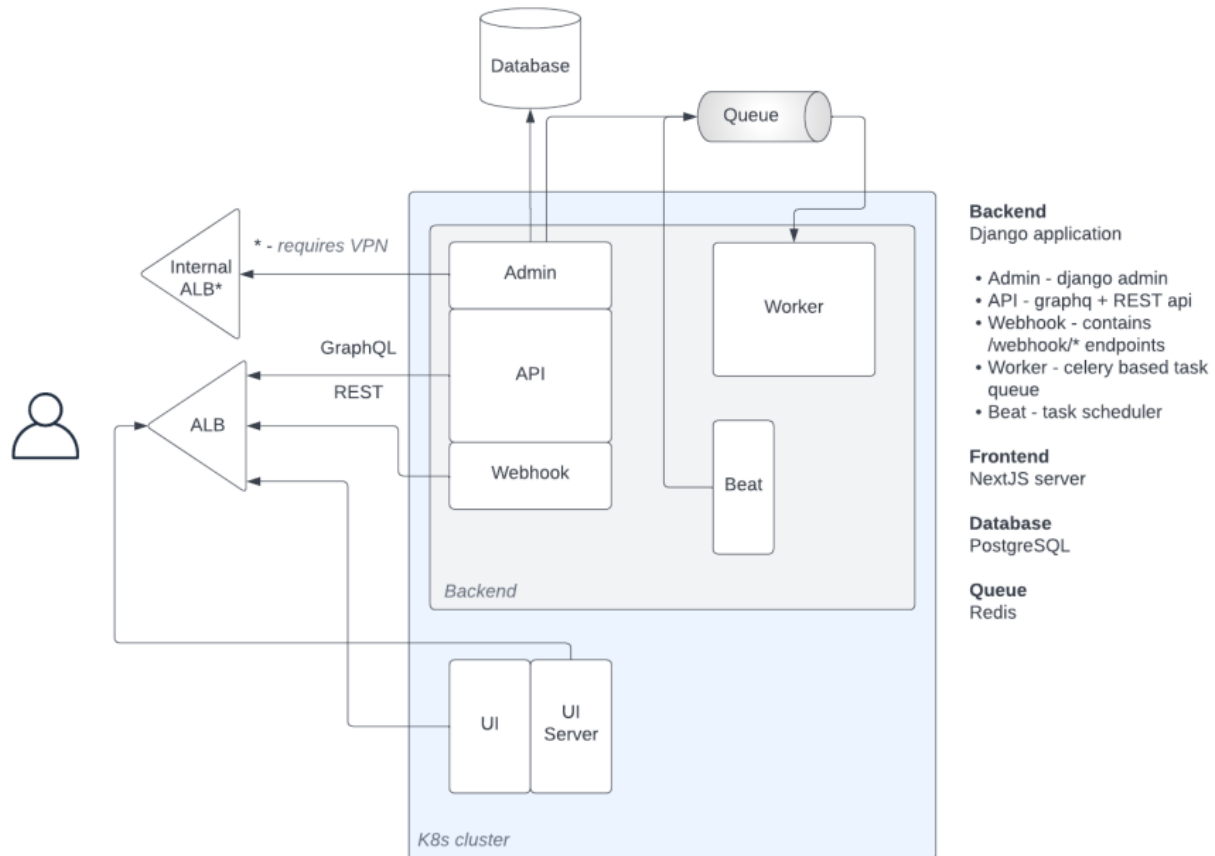 Database
Queue
* - requires VPN
Internal
ALB*
Admin
Worker
GraphQL
API
REST
ALB
Webhook
Beat
Backend
UI
UI
Server
K8s cluster
Backend
Django application
• Admin - django admin
• API - graphq + REST api
• Webhook - contains
/webhook/* endpoints
• Worker - celery based task
queue
• Beat - task scheduler
Frontend
NextJS server
Database
PostgreSQL
Queue
Redis